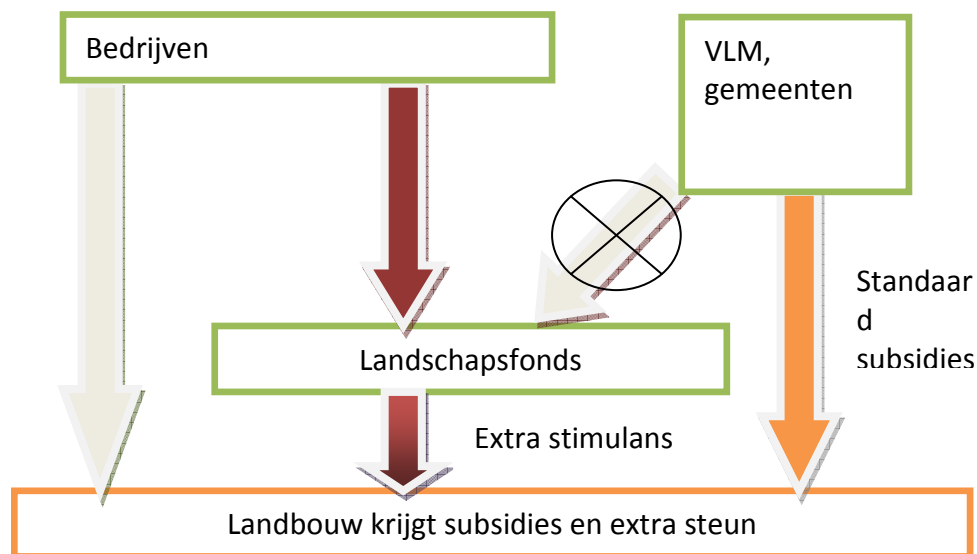 Bedrijven
VLM,
gemeenten
Standaar
d
subsidies
Landschapsfonds
Extra stimulans
Landbouw krijgt subsidies en extra steun